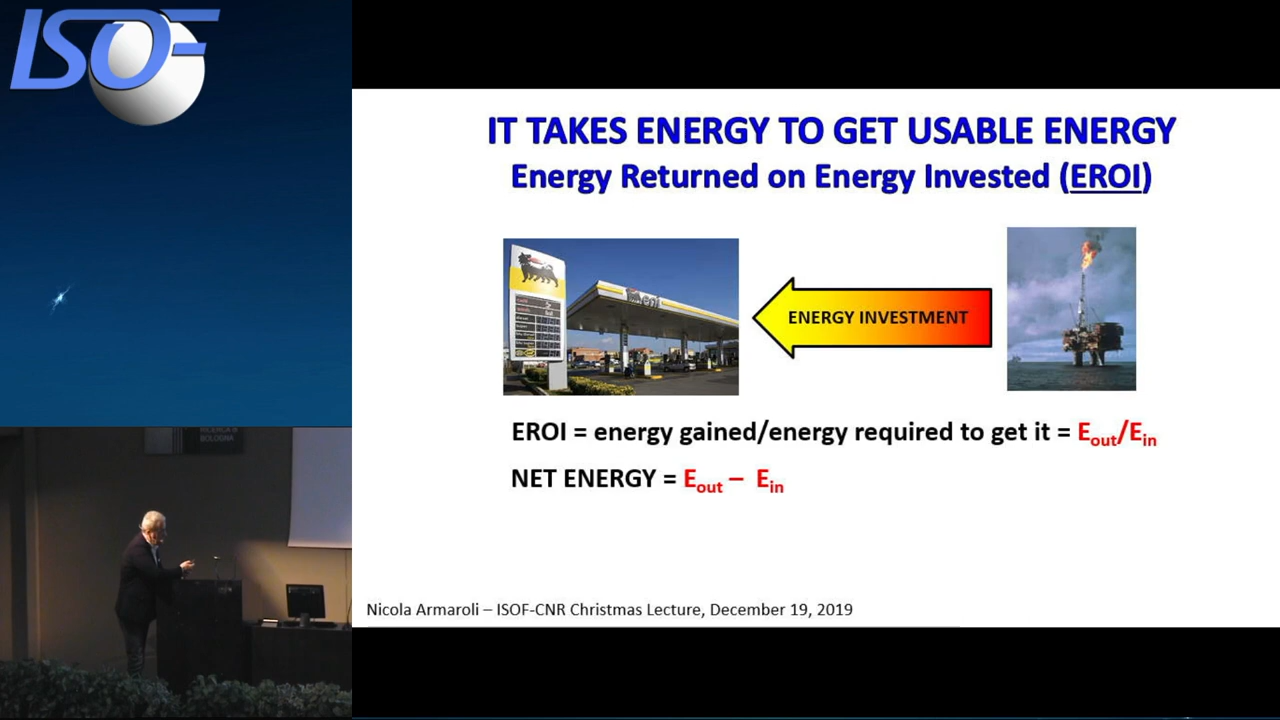 ISOF
IT TAKES ENERGY TO GET USABLE ENERGY
Energy Returned on Energy Invested (EROI)
eni
ENERGY INVESTMENT
EROI = energy gained/energy required to get it = Eout/Ein
NET ENERGY = Eout – Ein
BOLOGNA
Nicola Armaroli – ISOF-CNR Christmas Lecture, December 19, 2019